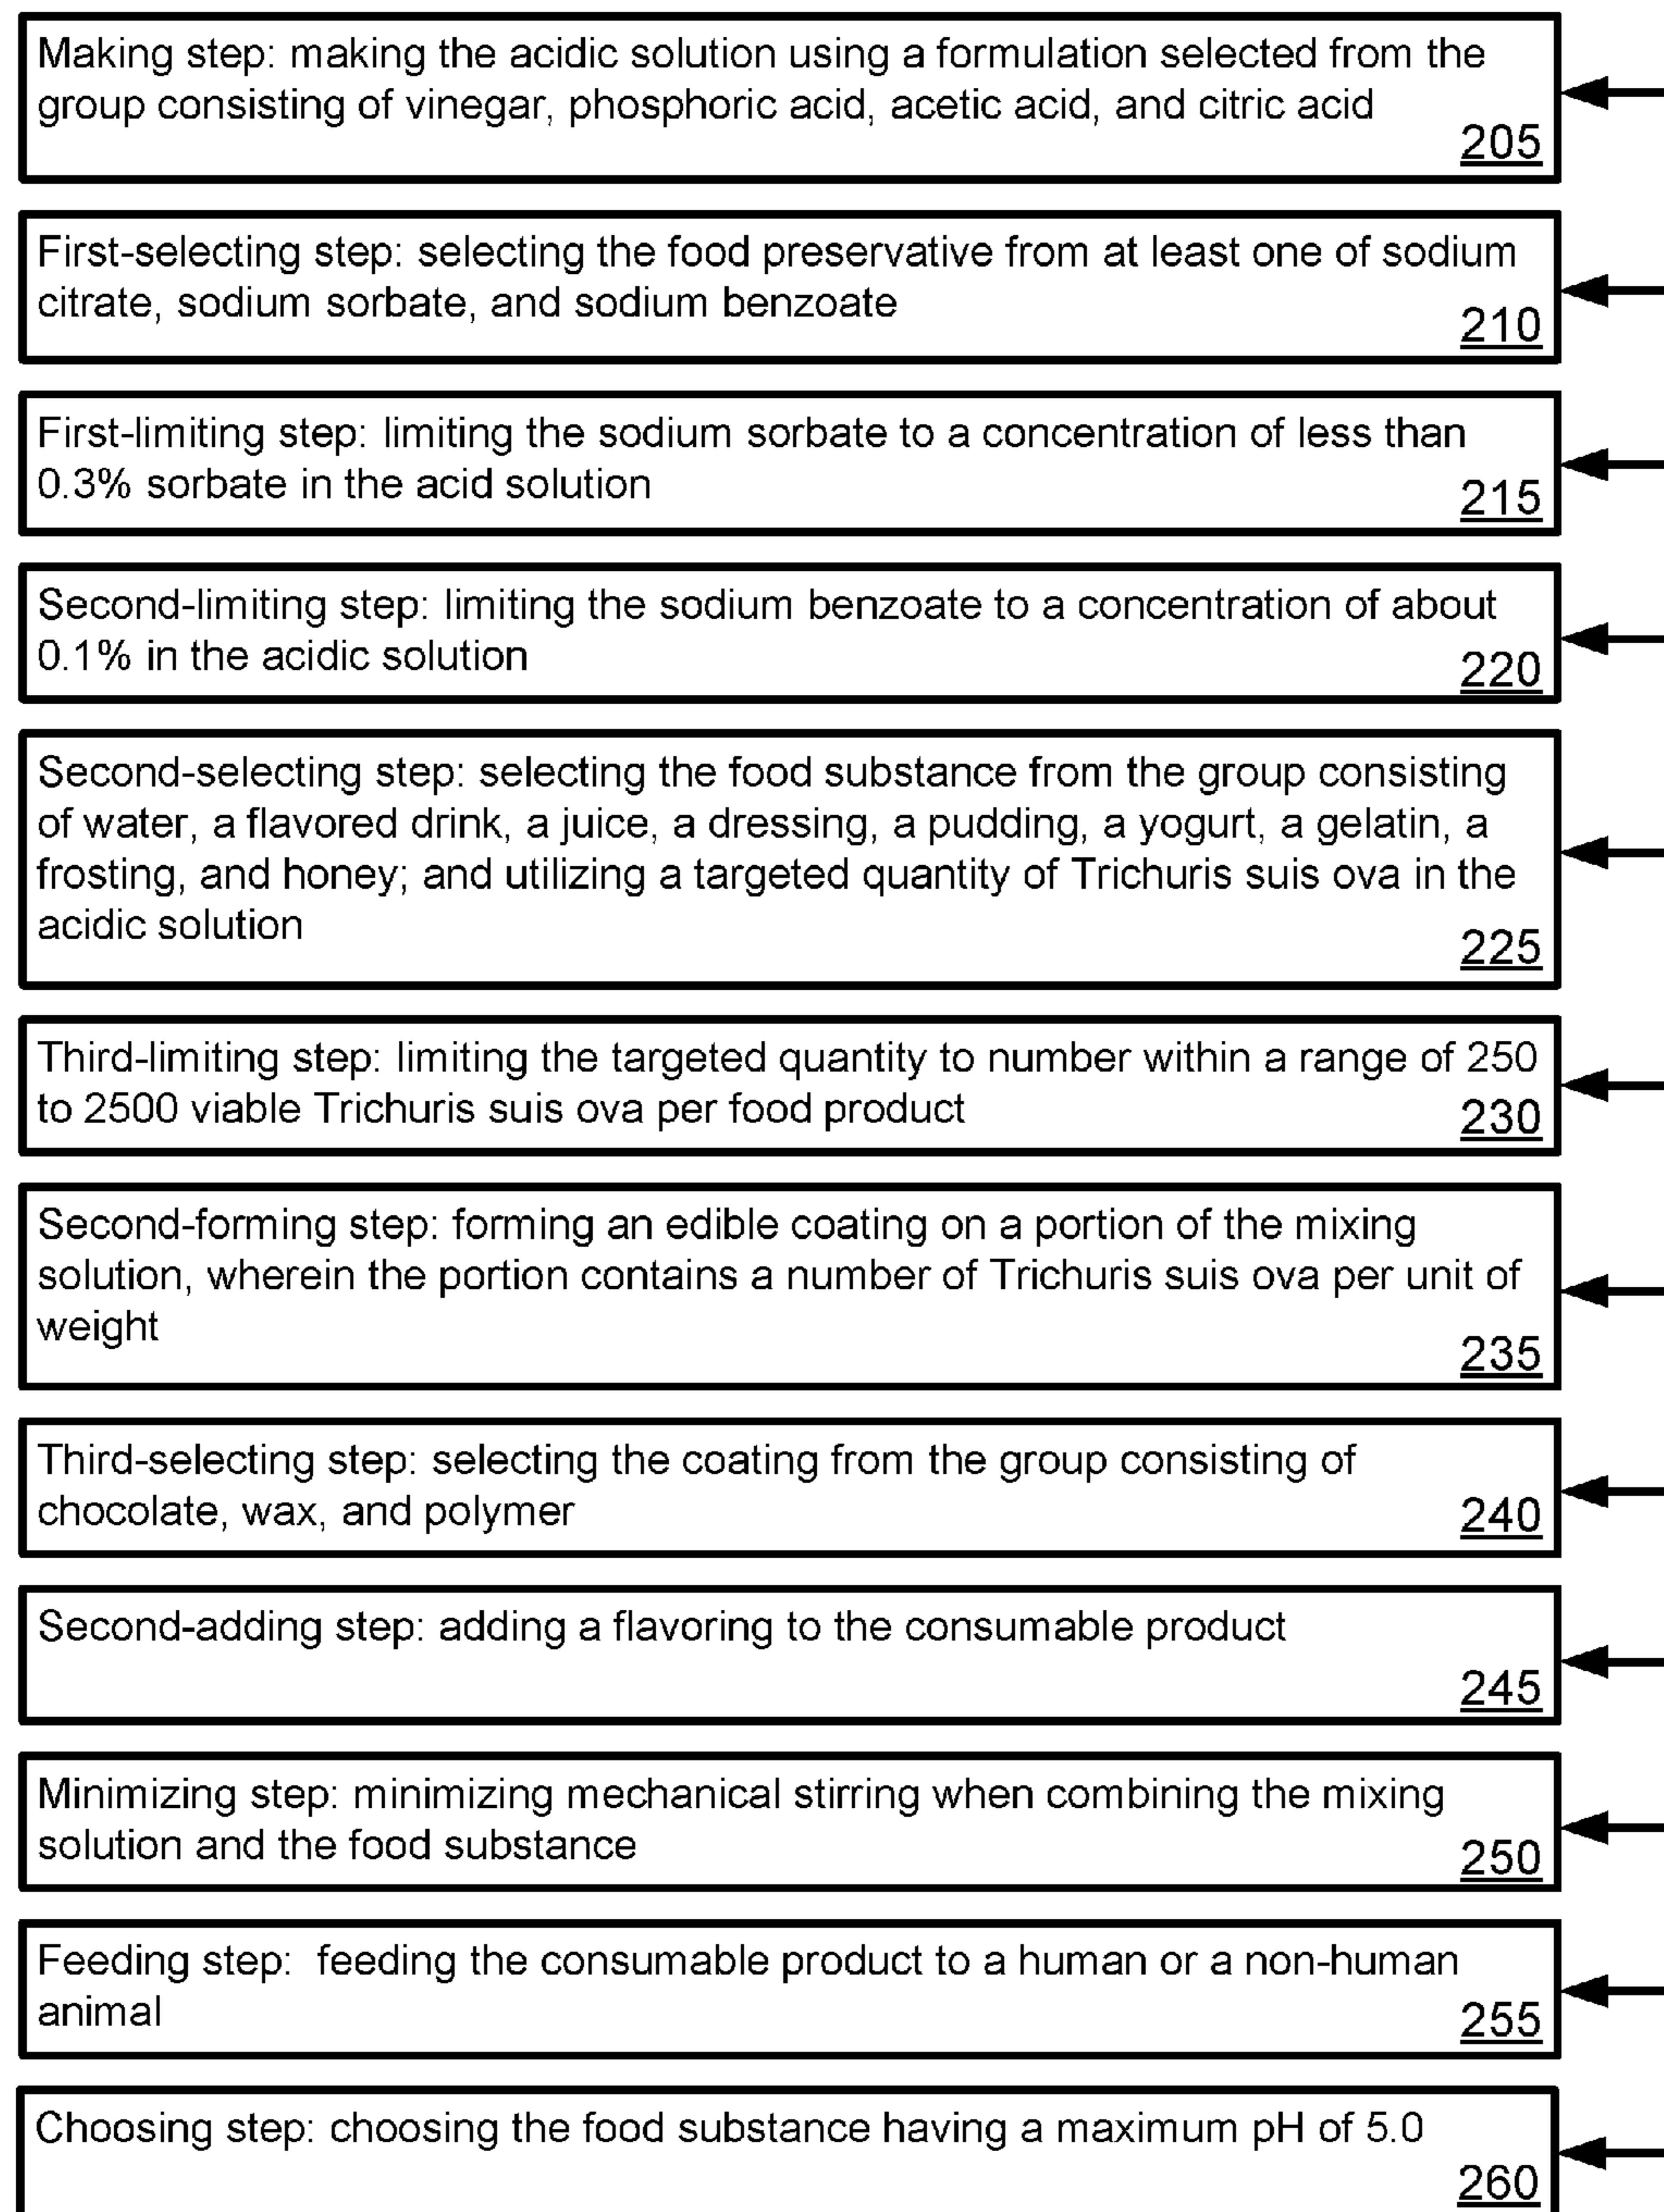 Making step: making the acidic solution using a formulation selected from the
group consisting of vinegar, phosphoric acid, acetic acid, and citric acid
205
First-selecting step: selecting the food preservative from at least one of sodium
citrate, sodium sorbate, and sodium benzoate
210
First-limiting step: limiting the sodium sorbate to a concentration of less than
0.3% sorbate in the acid solution
215
Second-limiting step: limiting the sodium benzoate to a concentration of about
0.1% in the acidic solution
220
Second-selecting step: selecting the food substance from the group consisting
of water, a flavored drink, a juice, a dressing, a pudding, a yogurt, a gelatin, a
frosting, and honey; and utilizing a targeted quantity of Trichuris suis ova in the
acidic solution
225
Third-limiting step: limiting the targeted quantity to number within a range of 250
to 2500 viable Trichuris suis ova per food product
230
Second-forming step: forming an edible coating on a portion of the mixing
solution, wherein the portion contains a number of Trichuris suis ova per unit of
weight
235
Third-selecting step: selecting the coating from the group consisting of
chocolate, wax, and polymer
240
Second-adding step: adding a flavoring to the consumable product
245
Minimizing step: minimizing mechanical stirring when combining the mixing
solution and the food substance
250
Feeding step:  feeding the consumable product to a human or a non-human
animal
255
Choosing step: choosing the food substance having a maximum pH of 5.0
260